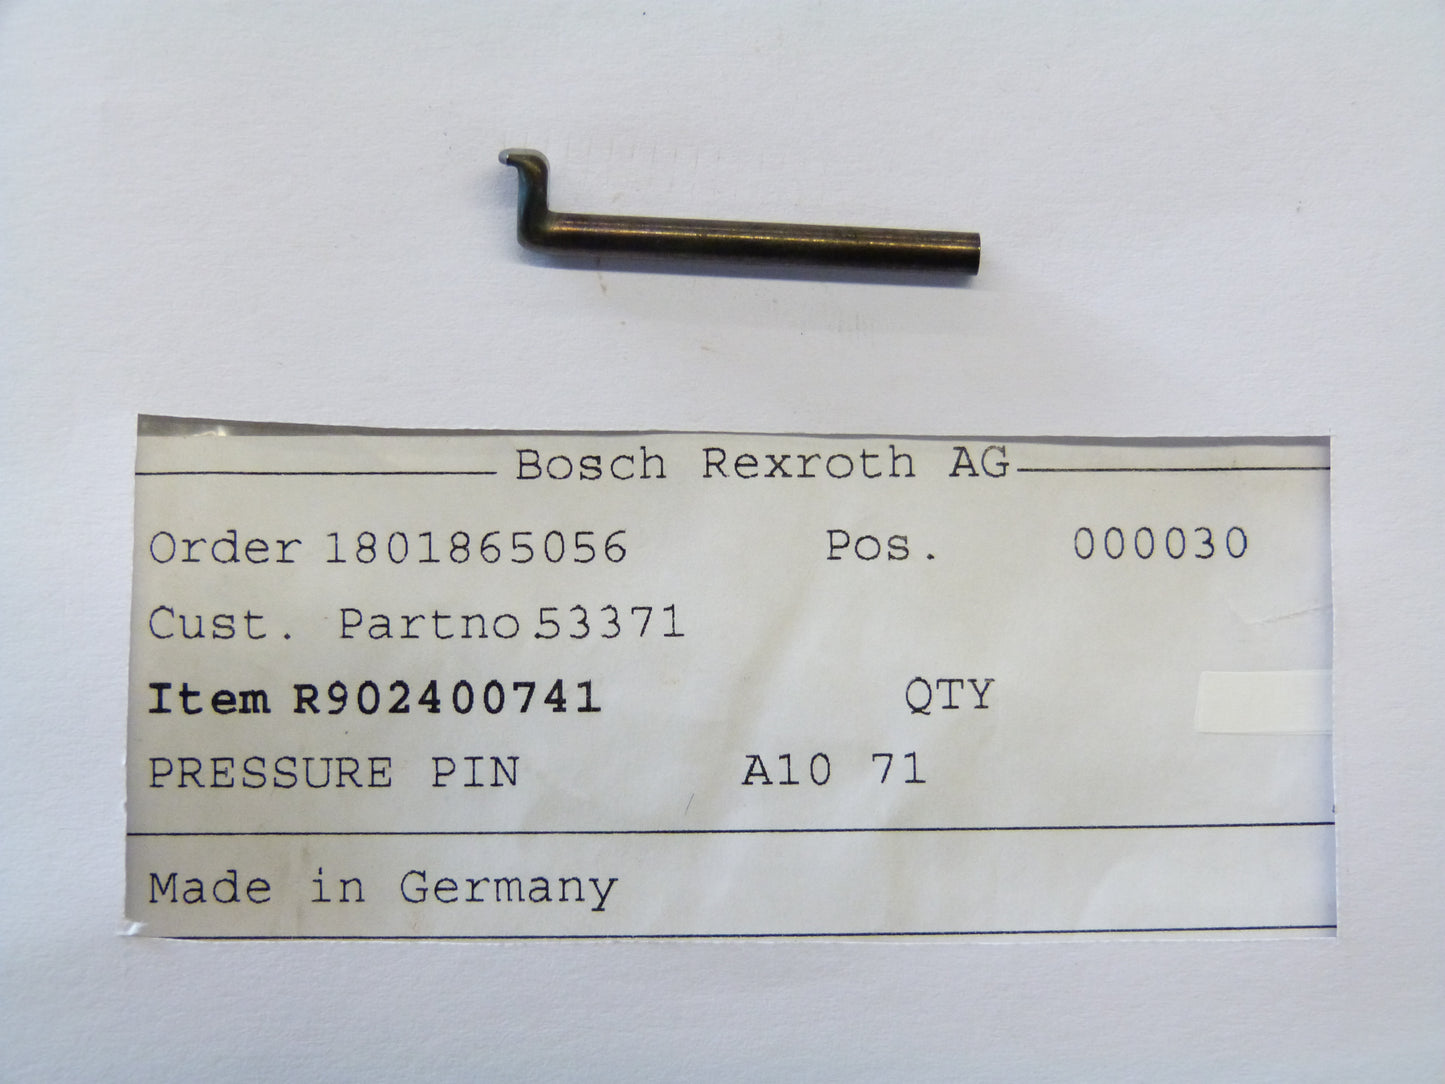 Bosch Rexroth AG
Order 1801865056 Pos. 000030
Cust. Partno.53371
Item R902400741 QTY
PRESSURE PIN A10 71
Made in Germany